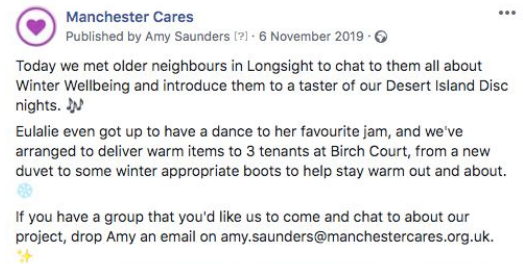 Manchester Cares
Published by Amy Saunders [?] · 6 November 2019 ·
Today we met older neighbours in Longsight to chat to them all about
Winter Wellbeing and introduce them to a taster of our Desert Island Disc
nights. 🎶
Eulalie even got up to have a dance to her favourite jam, and we've
arranged to deliver warm items to 3 tenants at Birch Court, from a new
duvet to some winter appropriate boots to help stay warm out and about.
❄️
If you have a group that you'd like us to come and chat to about our
project, drop Amy an email on amy.saunders@manchestercares.org.uk.
✨